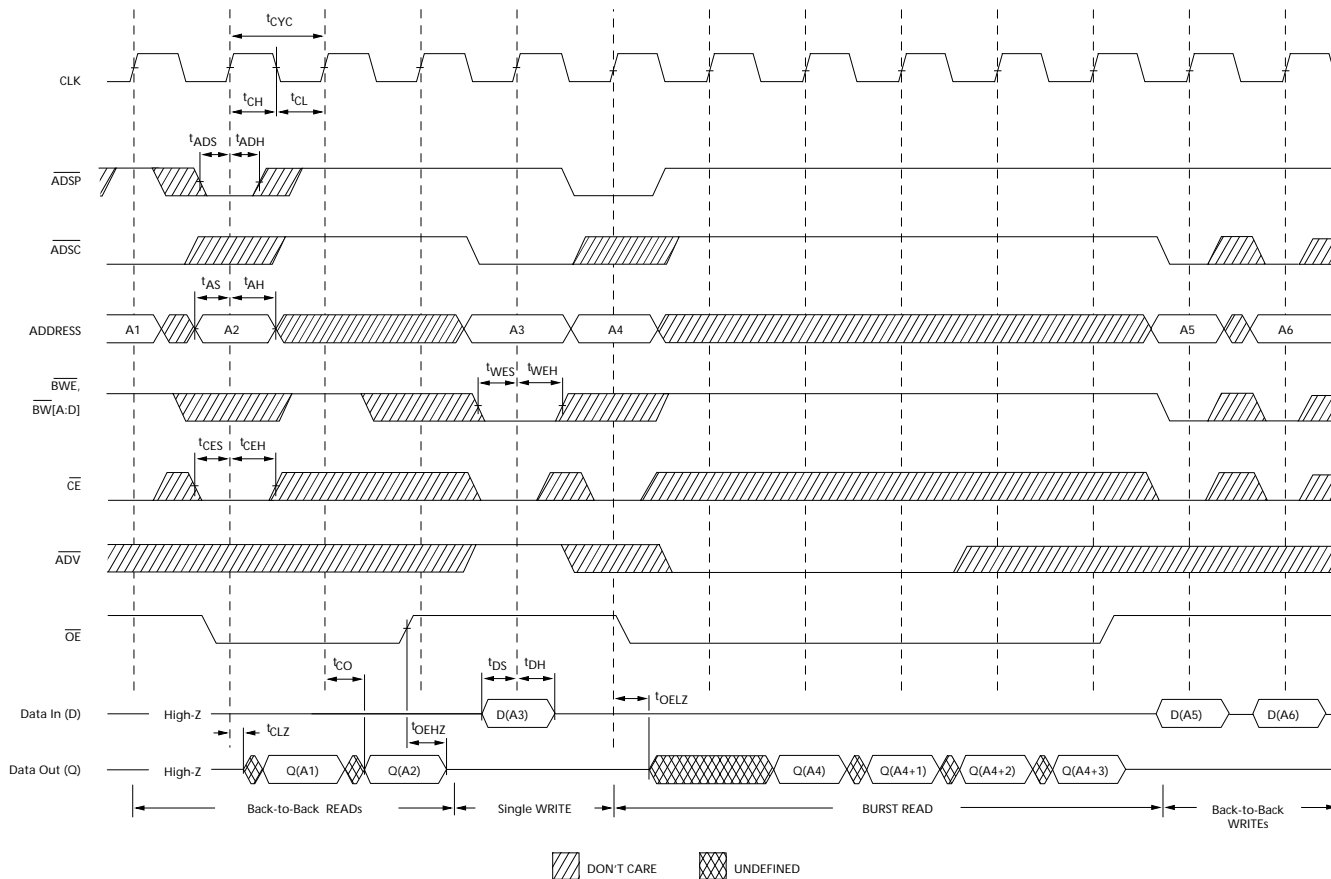 tCYC
CLK
tCH
tCL
tADS
tADH
ADSP
ADSC
tAS
tAH
ADDRESS
A1
A2
A3
A4
A5
A6
BWE,
BW[A:D]
tWES
tWEH
tCES
tCEH
CE
ADV
OE
tCO
tDS
tDH
tOELZ
Data In (D)
High-Z
D(A3)
D(A5)
D(A6)
tCLZ
tOEHZ
Data Out (Q)
High-Z
Q(A1)
Q(A2)
Q(A4)
Q(A4+1)
Q(A4+2)
Q(A4+3)
Back-to-Back READs
Single WRITE
BURST READ
Back-to-Back
WRITEs
DON'T CARE
UNDEFINED